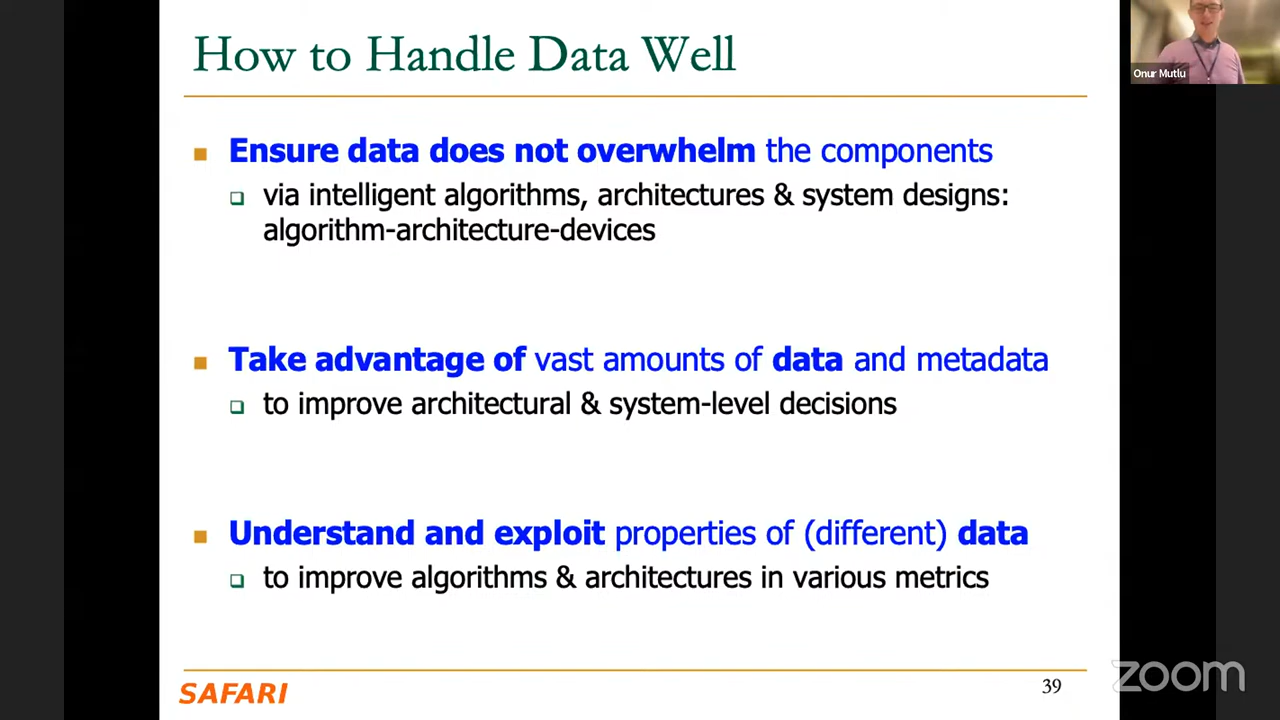 How to Handle Data Well
Onur Mutlu
Ensure data does not overwhelm the components
via intelligent algorithms, architectures & system designs:
algorithm-architecture-devices
Take advantage of vast amounts of data and metadata
to improve architectural & system-level decisions
Understand and exploit properties of (different) data
to improve algorithms & architectures in various metrics
SAFARI
39
zoom